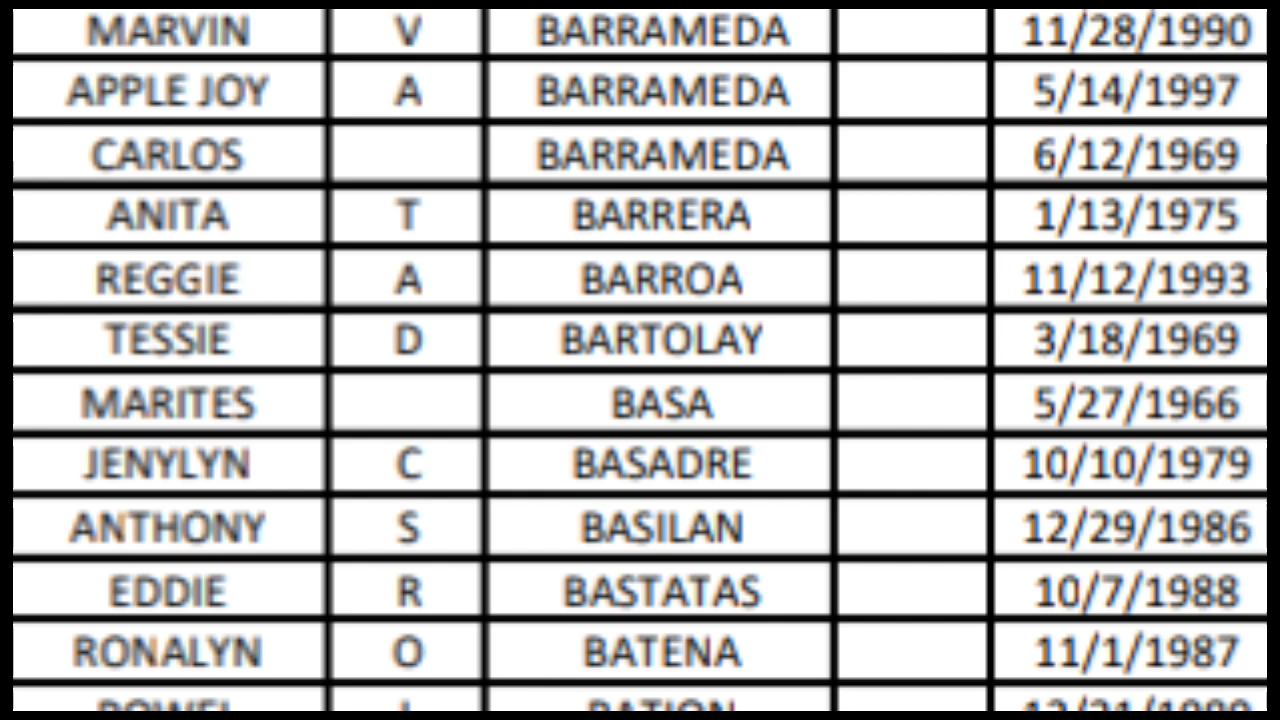 MARVIN V BARRAMEDA 11/28/1990
APPLE JOY A BARRAMEDA 5/14/1997
CARLOS BARRAMEDA 6/12/1969
ANITA T BARRERA 1/13/1975
REGGIE A BARROA 11/12/1993
TESSIE D BARTOLAY 3/18/1969
MARITES BASA 5/27/1966
JENYLYN C BASADRE 10/10/1979
ANTHONY S BASILAN 12/29/1986
EDDIE R BASTATAS 10/7/1988
RONALYN O BATENA 11/1/1987